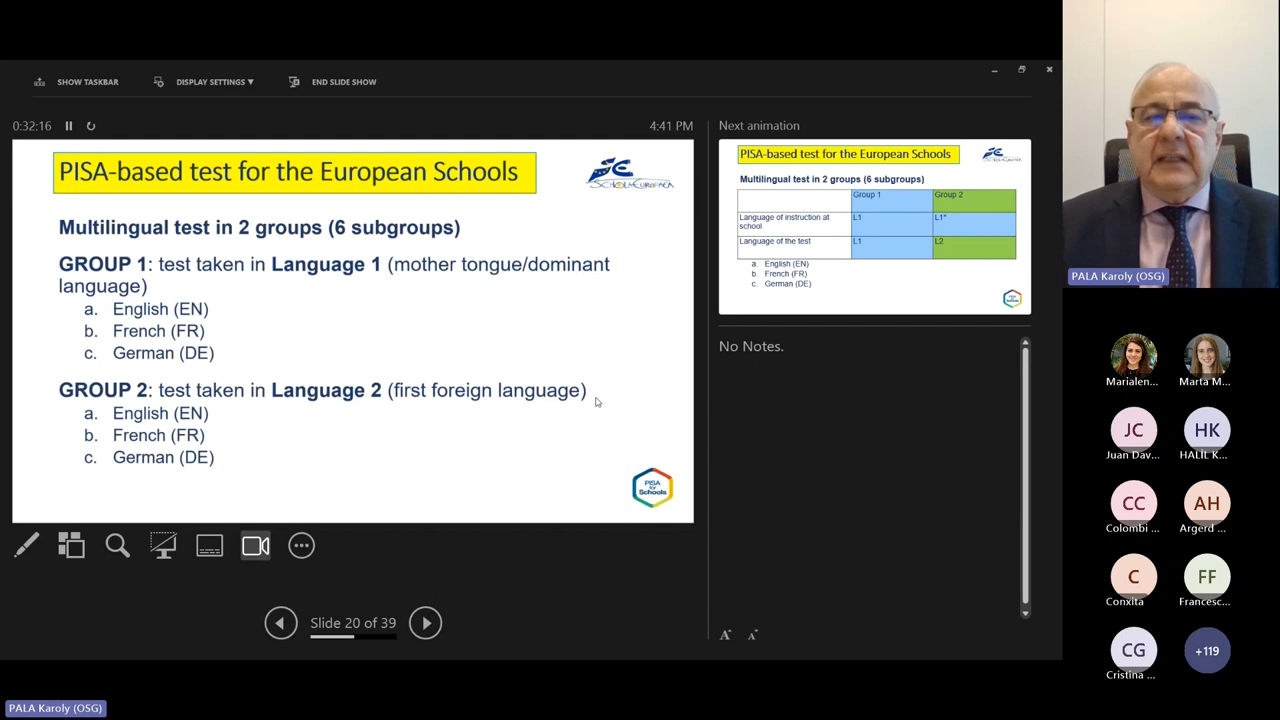 SHOW TASKBAR
DISPLAY SETTINGS ▼
END SLIDE SHOW
0:32:16
4:41 PM
PISA-based test for the European Schools
SCHOLA EUROPAEA
Multilingual test in 2 groups (6 subgroups)
GROUP 1: test taken in Language 1 (mother tongue/dominant
language)
a. English (EN)
b. French (FR)
c. German (DE)
GROUP 2: test taken in Language 2 (first foreign language)
a. English (EN)
b. French (FR)
c. German (DE)
PISA
for
Schools
Slide 20 of 39
Next animation
PISA-based test for the European Schools
Multilingual test in 2 groups (6 subgroups)
Group 1 Group 2
Language of instruction at L1 L1*
school
Language of the test L1 L2
a. English (EN)
b. French (FR)
c. German (DE)
No Notes.
A A
PALA Karoly (OSG)
Marialen...
Marta M...
JC
Juan Dav...
HK
HALIL K...
CC
Colombi ...
AH
Argerd ...
C
Conxita
FF
Francesc...
CG
Cristina ...
+119
PALA Karoly (OSG)